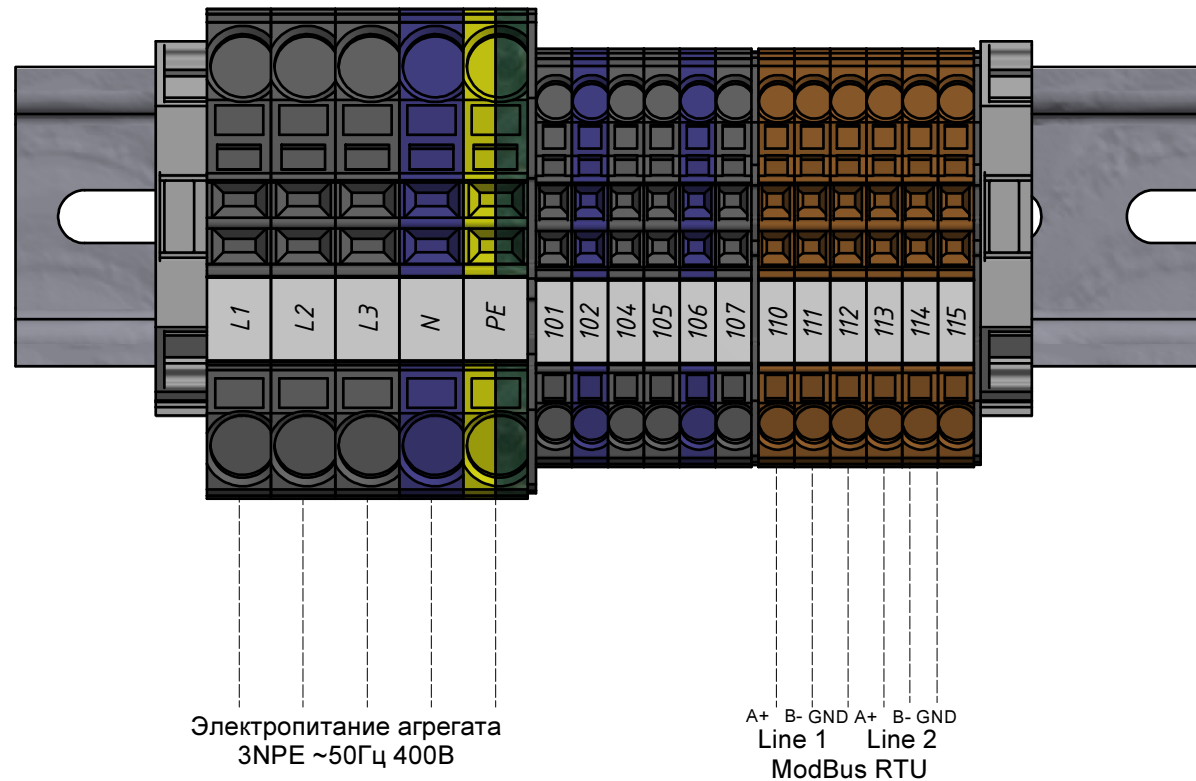 L1 L2 L3 N PE 101 102 104 105 106 107 110 111 112 113 114 115
A+ B- GND A+ B- GND
Line 1 Line 2
ModBus RTU
Электропитание агрегата
3NPE ~50Гц 400В